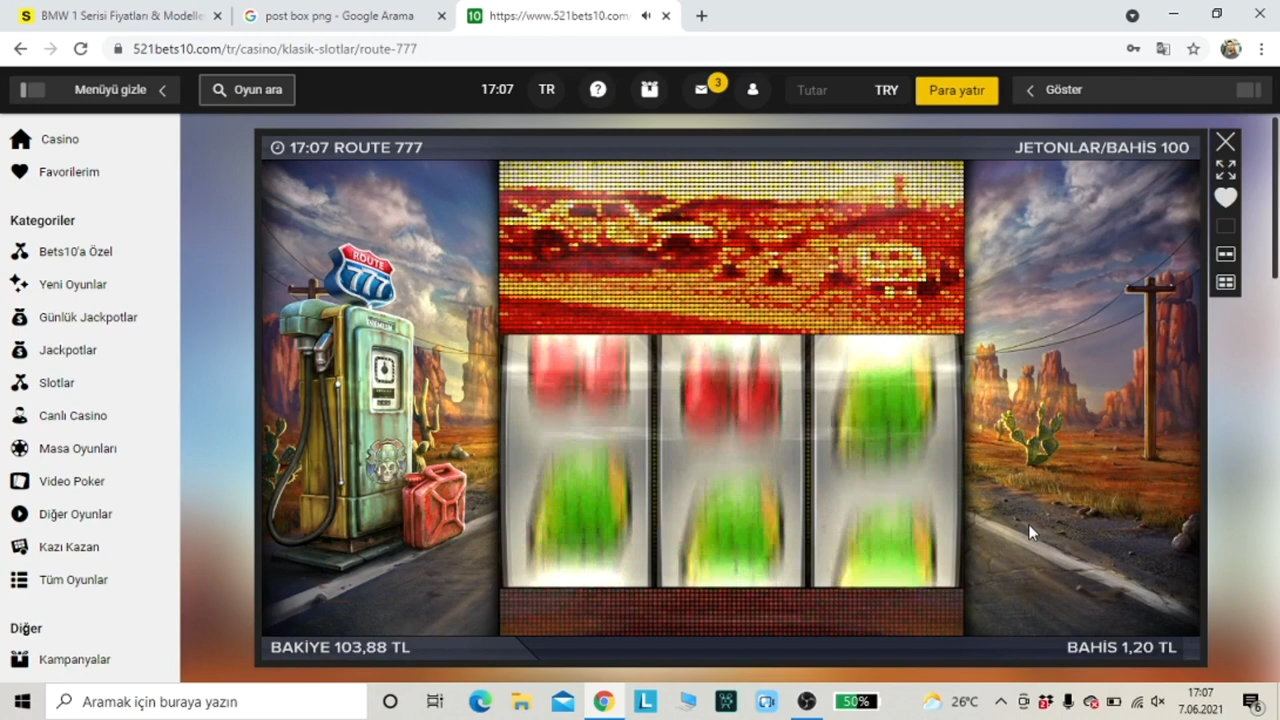 BMW 1 Serisi Fiyatları & Modelle
post box png - Google Arama
https://www.521bets10.com/
521bets10.com/tr/casino/klasik-slotlar/route-777
Menüyü gizle
Oyun ara
17:07
TR
3
Tutar
TRY
Para yatır
Göster
Casino
Favorilerim
Kategoriler
Bets10'a Özel
Yeni Oyunlar
Günlük Jackpotlar
Jackpotlar
Slotlar
Canlı Casino
Masa Oyunları
Video Poker
Diğer Oyunlar
Kazı Kazan
Tüm Oyunlar
Diğer
Kampanyalar
17:07 ROUTE 777
JETONLAR/BAHİS 100
ROUTE
777
PREMIUM
BAKİYE 103,88 TL
BAHİS 1,20 TL
Aramak için buraya yazın
50%
26°C
17:07
7.06.2021
6